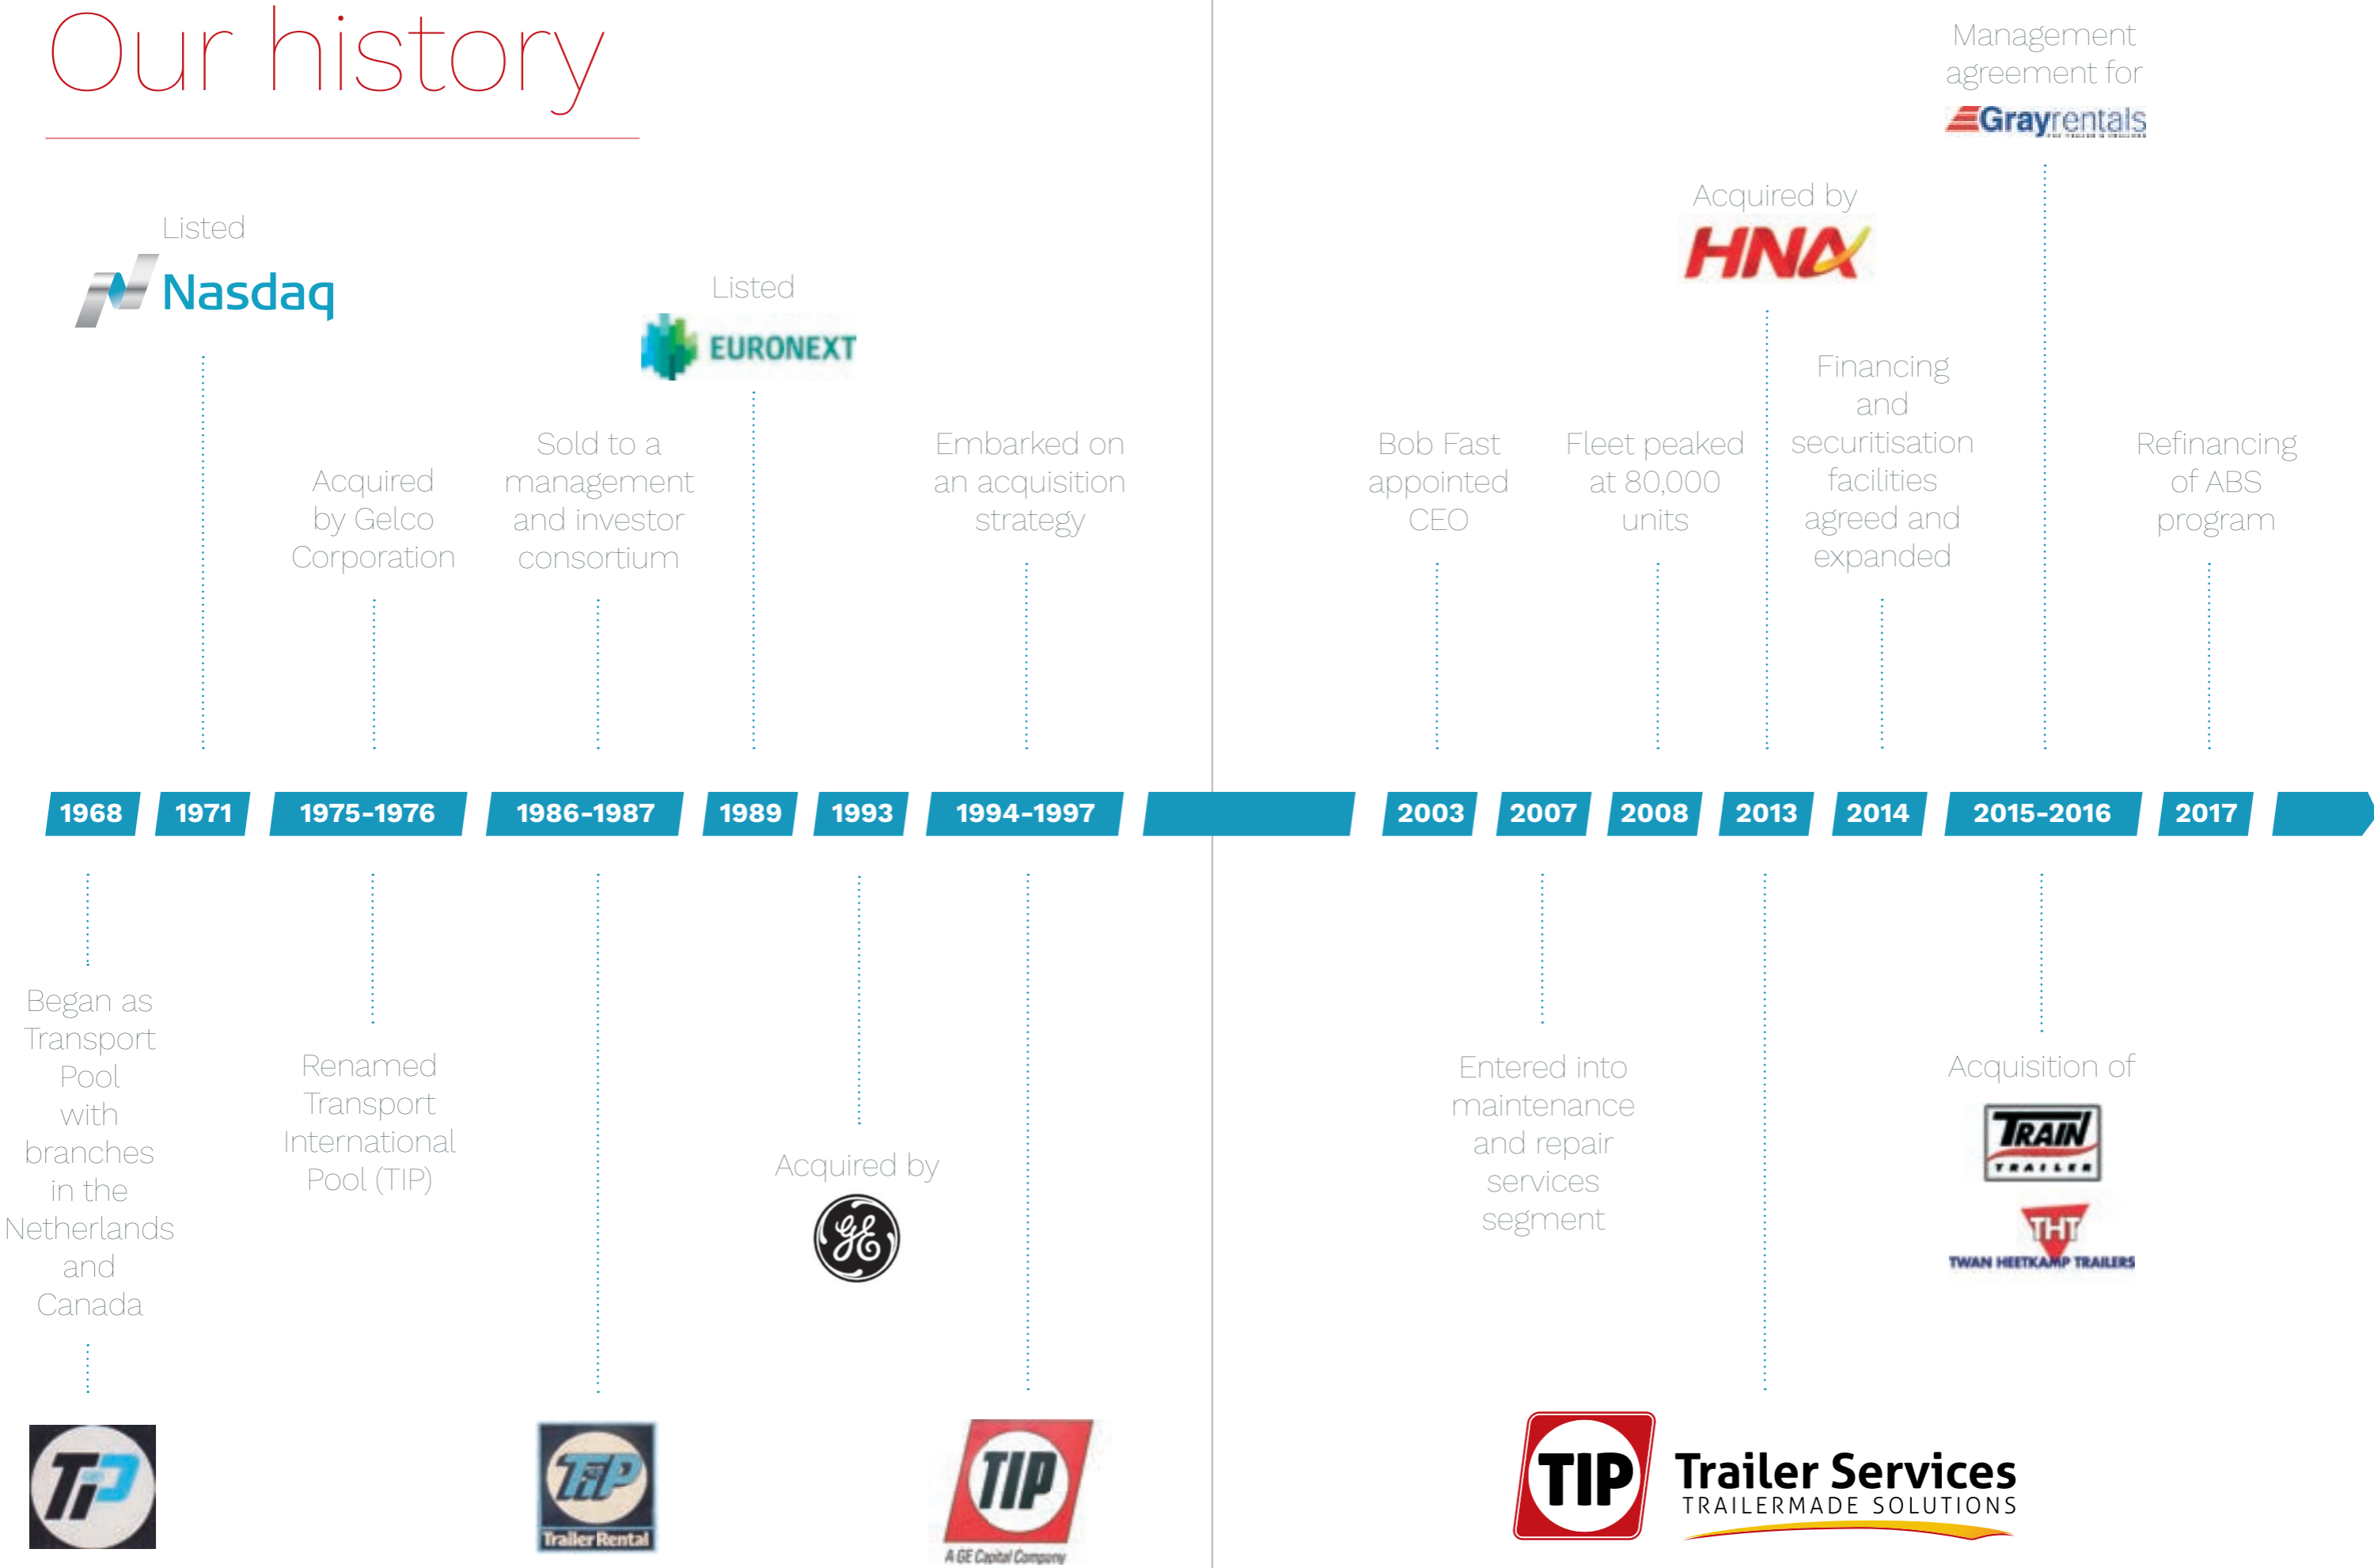 Our history
Listed
Nasdaq
Acquired
by Gelco
Corporation
Sold to a
management
and investor
consortium
Listed
EURONEXT
Embarked on
an acquisition
strategy
Bob Fast
appointed
CEO
Fleet peaked
at 80,000
units
Acquired by
HNA
Financing
and
securitisation
facilities
agreed and
expanded
Management
agreement for
Grayrentals
Refinancing
of ABS
program
1968
1971
1975-1976
1986-1987
1989
1993
1994-1997
2003
2007
2008
2013
2014
2015-2016
2017
Began as
Transport
Pool
with
branches
in the
Netherlands
and
Canada
TIP
Renamed
Transport
International
Pool (TIP)
TIP
Trailer Rental
Acquired by
GE
TIP
A GE Capital Company
Entered into
maintenance
and repair
services
segment
TIP
Trailer Services
TRAILERMADE SOLUTIONS
Acquisition of
TRAIN
TRAILER
THT
TWAN HEETKAMP TRAILERS